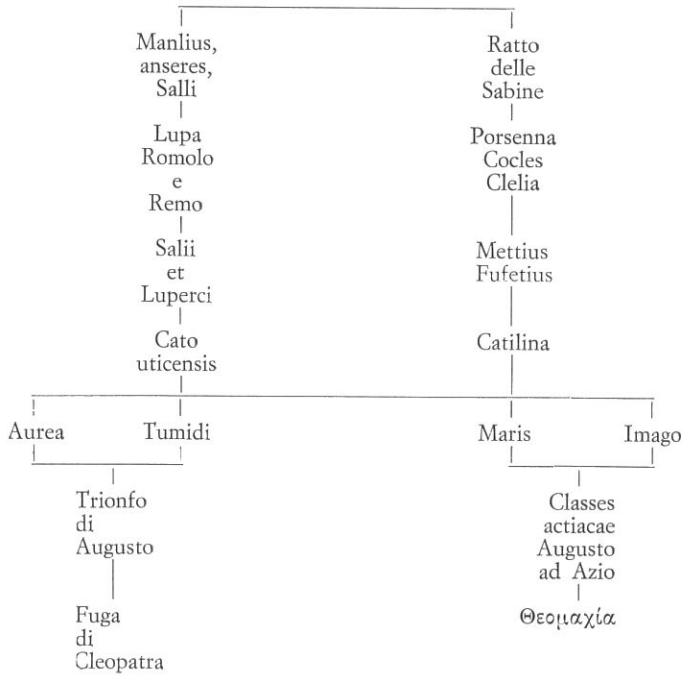 Manlius,
anseres,
Salli
Lupa
Romolo
e
Remo
Salii
et
Luperci
Cato
uticensis
Ratto
delle
Sabine
Porsenna
Cocles
Clelia
Mettius
Fufetius
Catilina
Aurea
Tumidi
Maris
Imago
Trionfo
di
Augusto
Fuga
di
Cleopatra
Classes
actiacae
Augusto
ad Azio
Θεομαχία